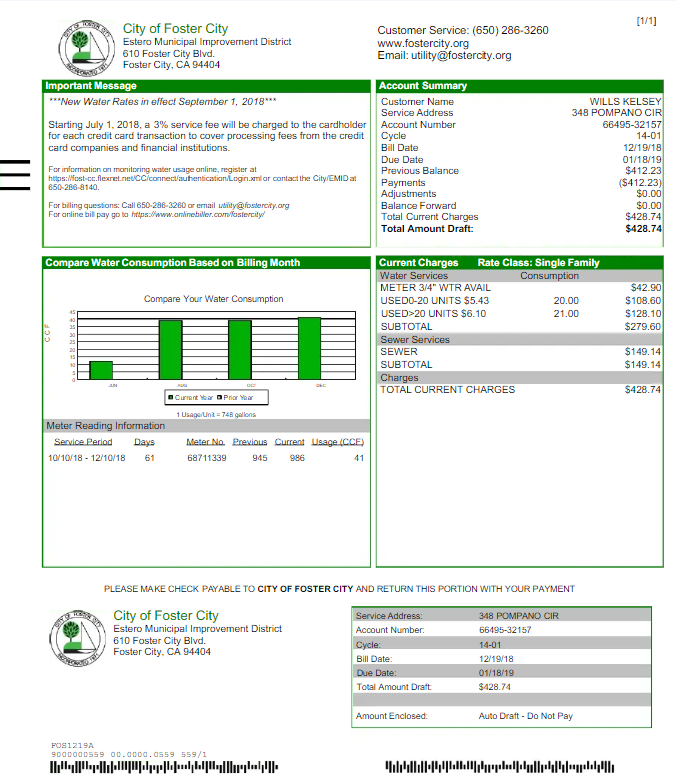 [1/1]
City of Foster City
Estero Municipal Improvement District
610 Foster City Blvd.
Foster City, CA 94404
Customer Service: (650) 286-3260
www.fostercity.org
Email: utility@fostercity.org
Important Message
***New Water Rates in effect September 1, 2018***
Starting July 1, 2018, a 3% service fee will be charged to the cardholder
for each credit card transaction to cover processing fees from the credit
card companies and financial institutions.
For information on monitoring water usage online, register at
https://fost-cc.flexnet.net/CC/connect/authentication/Login.xml or contact the City/EMID at
650-286-8140.
For billing questions: Call 650-286-3260 or email utility@fostercity.org
For online bill pay go to https://www.onlinebiller.com/fostercity/
Account Summary
Customer Name WILLS KELSEY
Service Address 348 POMPANO CIR
Account Number 66495-32157
Cycle 14-01
Bill Date 12/19/18
Due Date 01/18/19
Previous Balance $412.23
Payments ($412.23)
Adjustments $0.00
Balance Forward $0.00
Total Current Charges $428.74
Total Amount Draft: $428.74
Compare Water Consumption Based on Billing Month
Compare Your Water Consumption
CCF
45
40
35
30
25
20
15
10
5
0
JUN AUG OCT DEC
Current Year Prior Year
1 Usage/Unit = 748 gallons
Meter Reading Information
Service Period Days Meter No. Previous Current Usage (CCF)
10/10/18 - 12/10/18 61 68711339 945 986 41
Current Charges Rate Class: Single Family
Water Services Consumption
METER 3/4" WTR AVAIL $42.90
USED0-20 UNITS $5.43 20.00 $108.60
USED>20 UNITS $6.10 21.00 $128.10
SUBTOTAL $279.60
Sewer Services
SEWER $149.14
SUBTOTAL $149.14
Charges
TOTAL CURRENT CHARGES $428.74
PLEASE MAKE CHECK PAYABLE TO CITY OF FOSTER CITY AND RETURN THIS PORTION WITH YOUR PAYMENT
City of Foster City
Estero Municipal Improvement District
610 Foster City Blvd.
Foster City, CA 94404
Service Address: 348 POMPANO CIR
Account Number: 66495-32157
Cycle: 14-01
Bill Date: 12/19/18
Due Date: 01/18/19
Total Amount Draft: $428.74
Amount Enclosed: Auto Draft - Do Not Pay
FOS1219A
9000000559 00.0000.0559 559/1